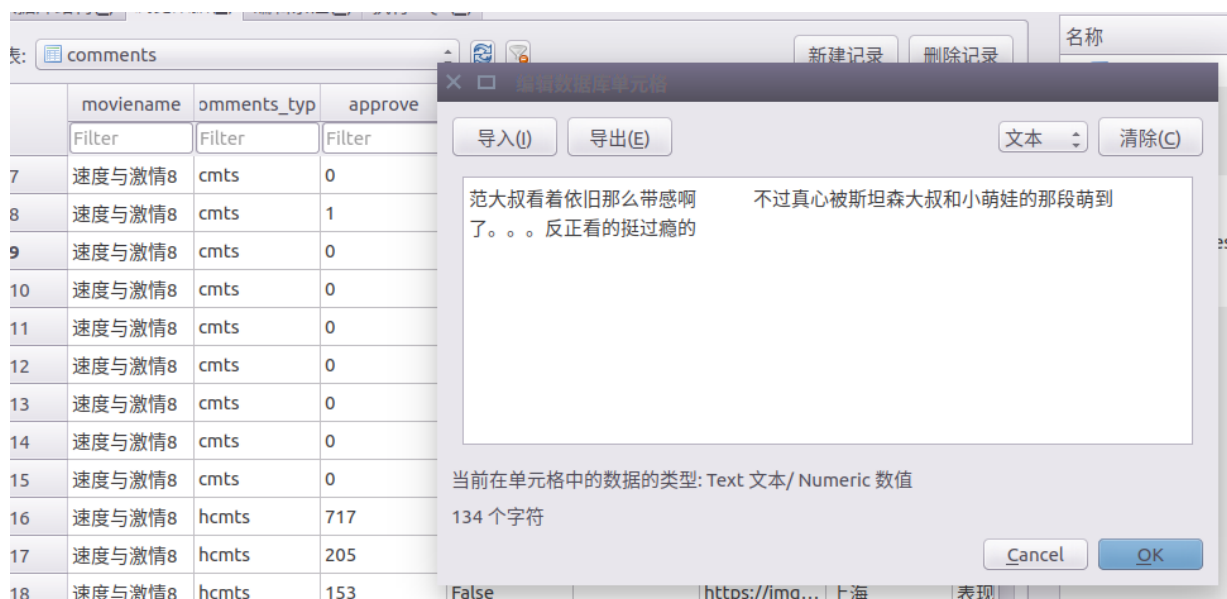 表: comments
新建记录 删除记录
名称
moviename omments_typ approve
Filter Filter Filter
7 速度与激情8 cmts 0
8 速度与激情8 cmts 1
9 速度与激情8 cmts 0
10 速度与激情8 cmts 0
11 速度与激情8 cmts 0
12 速度与激情8 cmts 0
13 速度与激情8 cmts 0
14 速度与激情8 cmts 0
15 速度与激情8 cmts 0
16 速度与激情8 hcmts 717
17 速度与激情8 hcmts 205
18 速度与激情8 hcmts 153 False https://img... 上海 表现
编辑数据库单元格
导入(I) 导出(E) 文本 清除(C)
范大叔看着依旧那么带感啊 不过真心被斯坦森大叔和小萌娃的那段萌到
了。。。反正看的挺过瘾的
当前在单元格中的数据的类型: Text 文本/ Numeric 数值
134 个字符
Cancel OK